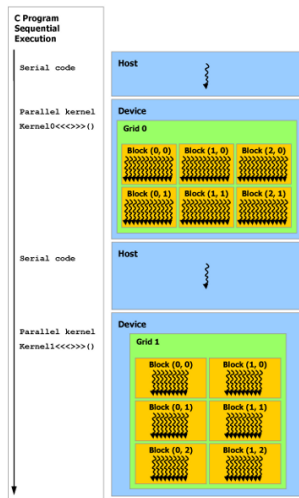 C Program
Sequential
Execution
Serial code
Host
Parallel kernel
Kernel0<<<>>>()
Device
Grid 0
Block (0, 0)
Block (1, 0)
Block (2, 0)
Block (0, 1)
Block (1, 1)
Block (2, 1)
Serial code
Host
Parallel kernel
Kernel1<<<>>>()
Device
Grid 1
Block (0, 0)
Block (1, 0)
Block (0, 1)
Block (1, 1)
Block (0, 2)
Block (1, 2)